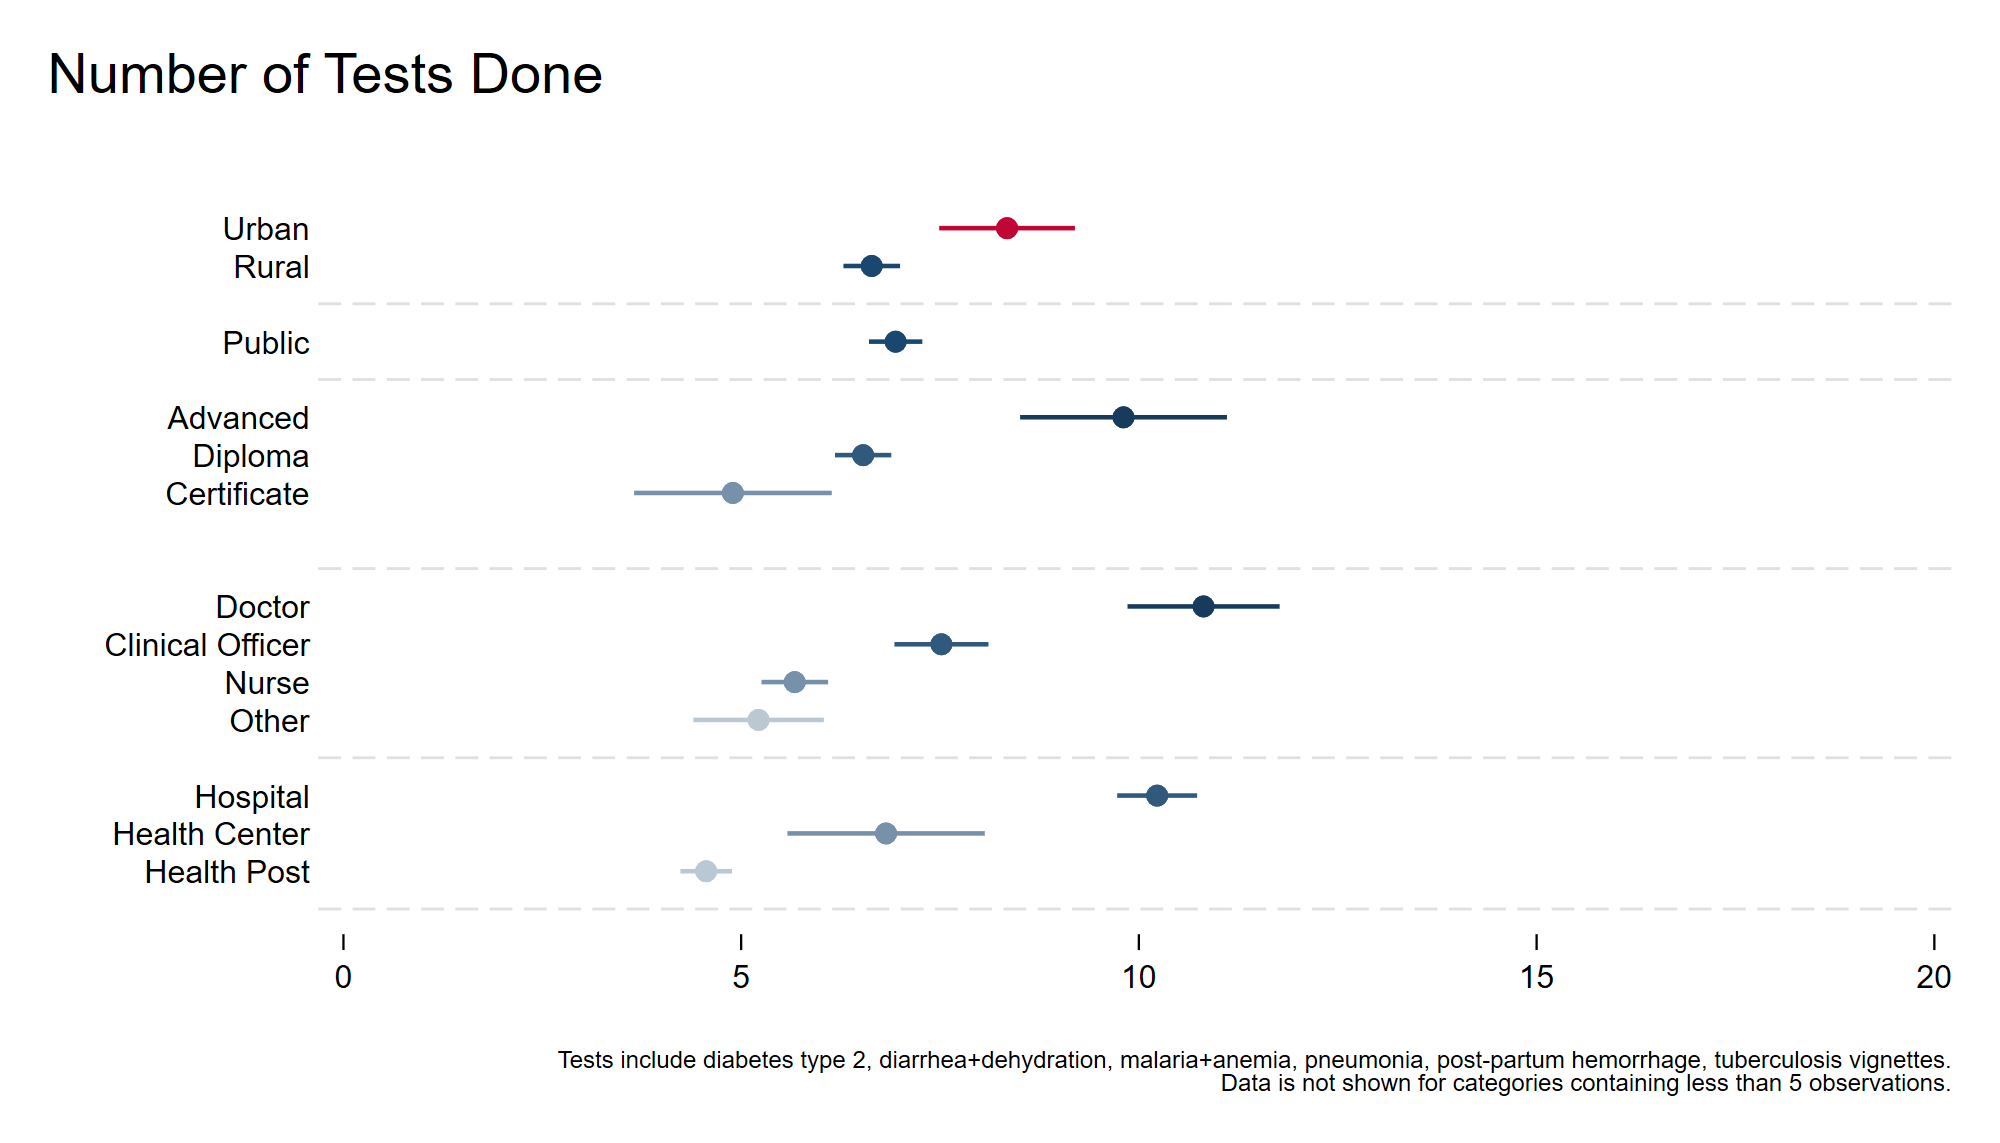 Number of Tests Done
Urban
Rural
Public
Advanced
Diploma
Certificate
Doctor
Clinical Officer
Nurse
Other
Hospital
Health Center
Health Post
0 5 10 15 20
Tests include diabetes type 2, diarrhea+dehydration, malaria+anemia, pneumonia, post-partum hemorrhage, tuberculosis vignettes.
Data is not shown for categories containing less than 5 observations.